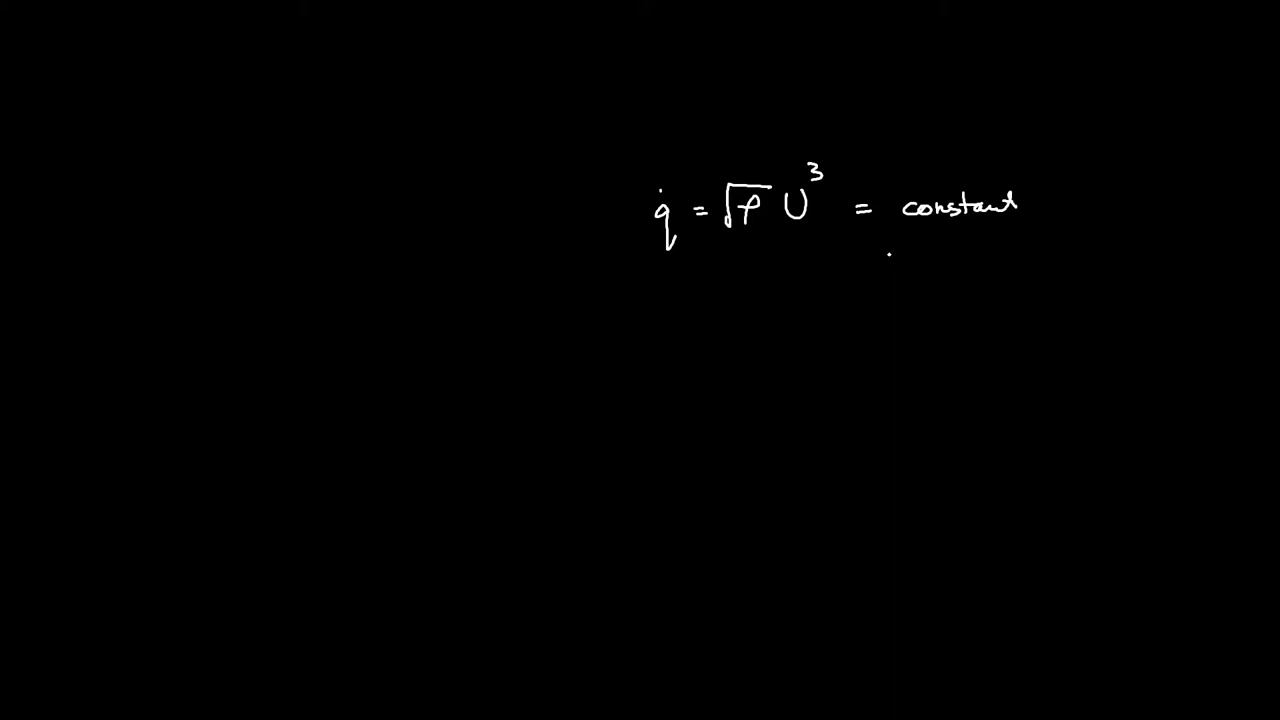 q̇ = √ρ U³ = constant